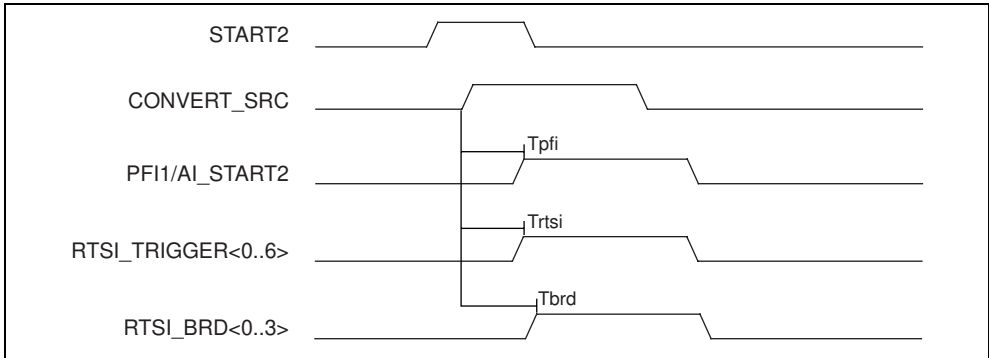 START2
CONVERT_SRC
Tpfi
PFI1/AI_START2
Trtsi
RTSI_TRIGGER<0..6>
Tbrd
RTSI_BRD<0..3>